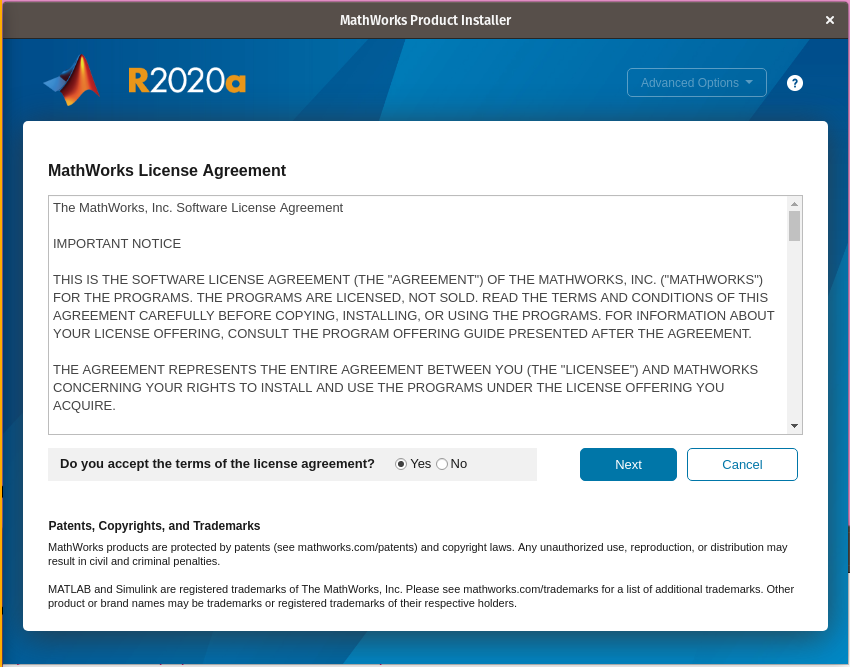 MathWorks Product Installer
×
R2020a
Advanced Options
?
MathWorks License Agreement
The MathWorks, Inc. Software License Agreement
IMPORTANT NOTICE
THIS IS THE SOFTWARE LICENSE AGREEMENT (THE "AGREEMENT") OF THE MATHWORKS, INC. ("MATHWORKS")
FOR THE PROGRAMS. THE PROGRAMS ARE LICENSED, NOT SOLD. READ THE TERMS AND CONDITIONS OF THIS
AGREEMENT CAREFULLY BEFORE COPYING, INSTALLING, OR USING THE PROGRAMS. FOR INFORMATION ABOUT
YOUR LICENSE OFFERING, CONSULT THE PROGRAM OFFERING GUIDE PRESENTED AFTER THE AGREEMENT.
THE AGREEMENT REPRESENTS THE ENTIRE AGREEMENT BETWEEN YOU (THE "LICENSEE") AND MATHWORKS
CONCERNING YOUR RIGHTS TO INSTALL AND USE THE PROGRAMS UNDER THE LICENSE OFFERING YOU
ACQUIRE.
Do you accept the terms of the license agreement? Yes No
Next
Cancel
Patents, Copyrights, and Trademarks
MathWorks products are protected by patents (see mathworks.com/patents) and copyright laws. Any unauthorized use, reproduction, or distribution may
result in civil and criminal penalties.
MATLAB and Simulink are registered trademarks of The MathWorks, Inc. Please see mathworks.com/trademarks for a list of additional trademarks. Other
product or brand names may be trademarks or registered trademarks of their respective holders.